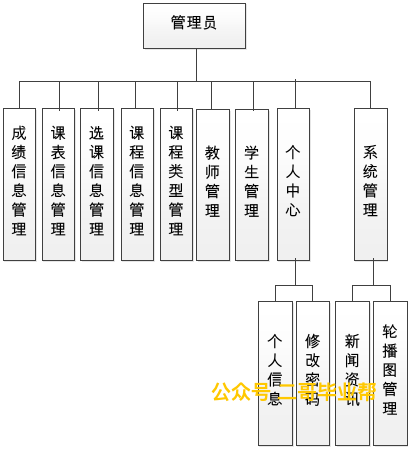 管理员
成绩信息管理
课表信息管理
选课信息管理
课程信息管理
课程类型管理
教师管理
学生管理
个人中心
系统管理
个人信息
修改密码
新闻资讯
轮播图管理
公众号 二哥毕业帮